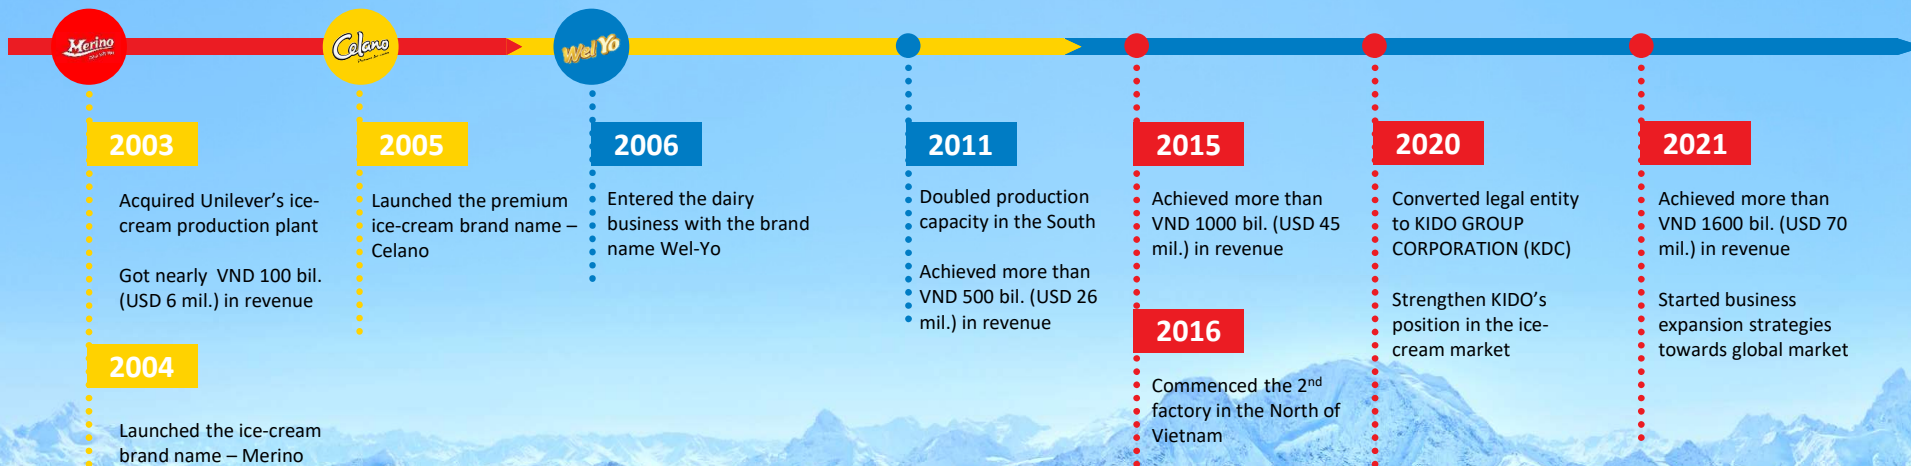 Merino
Celano
Wel Yo
2003
Acquired Unilever's ice-
cream production plant
Got nearly VND 100 bil.
(USD 6 mil.) in revenue
2004
Launched the ice-cream
brand name – Merino
2005
Launched the premium
ice-cream brand name –
Celano
2006
Entered the dairy
business with the brand
name Wel-Yo
2011
Doubled production
capacity in the South
Achieved more than
VND 500 bil. (USD 26
mil.) in revenue
2015
Achieved more than
VND 1000 bil. (USD 45
mil.) in revenue
2016
Commenced the 2nd
factory in the North of
Vietnam
2020
Converted legal entity
to KIDO GROUP
CORPORATION (KDC)
Strengthen KIDO's
position in the ice-
cream market
2021
Achieved more than
VND 1600 bil. (USD 70
mil.) in revenue
Started business
expansion strategies
towards global market